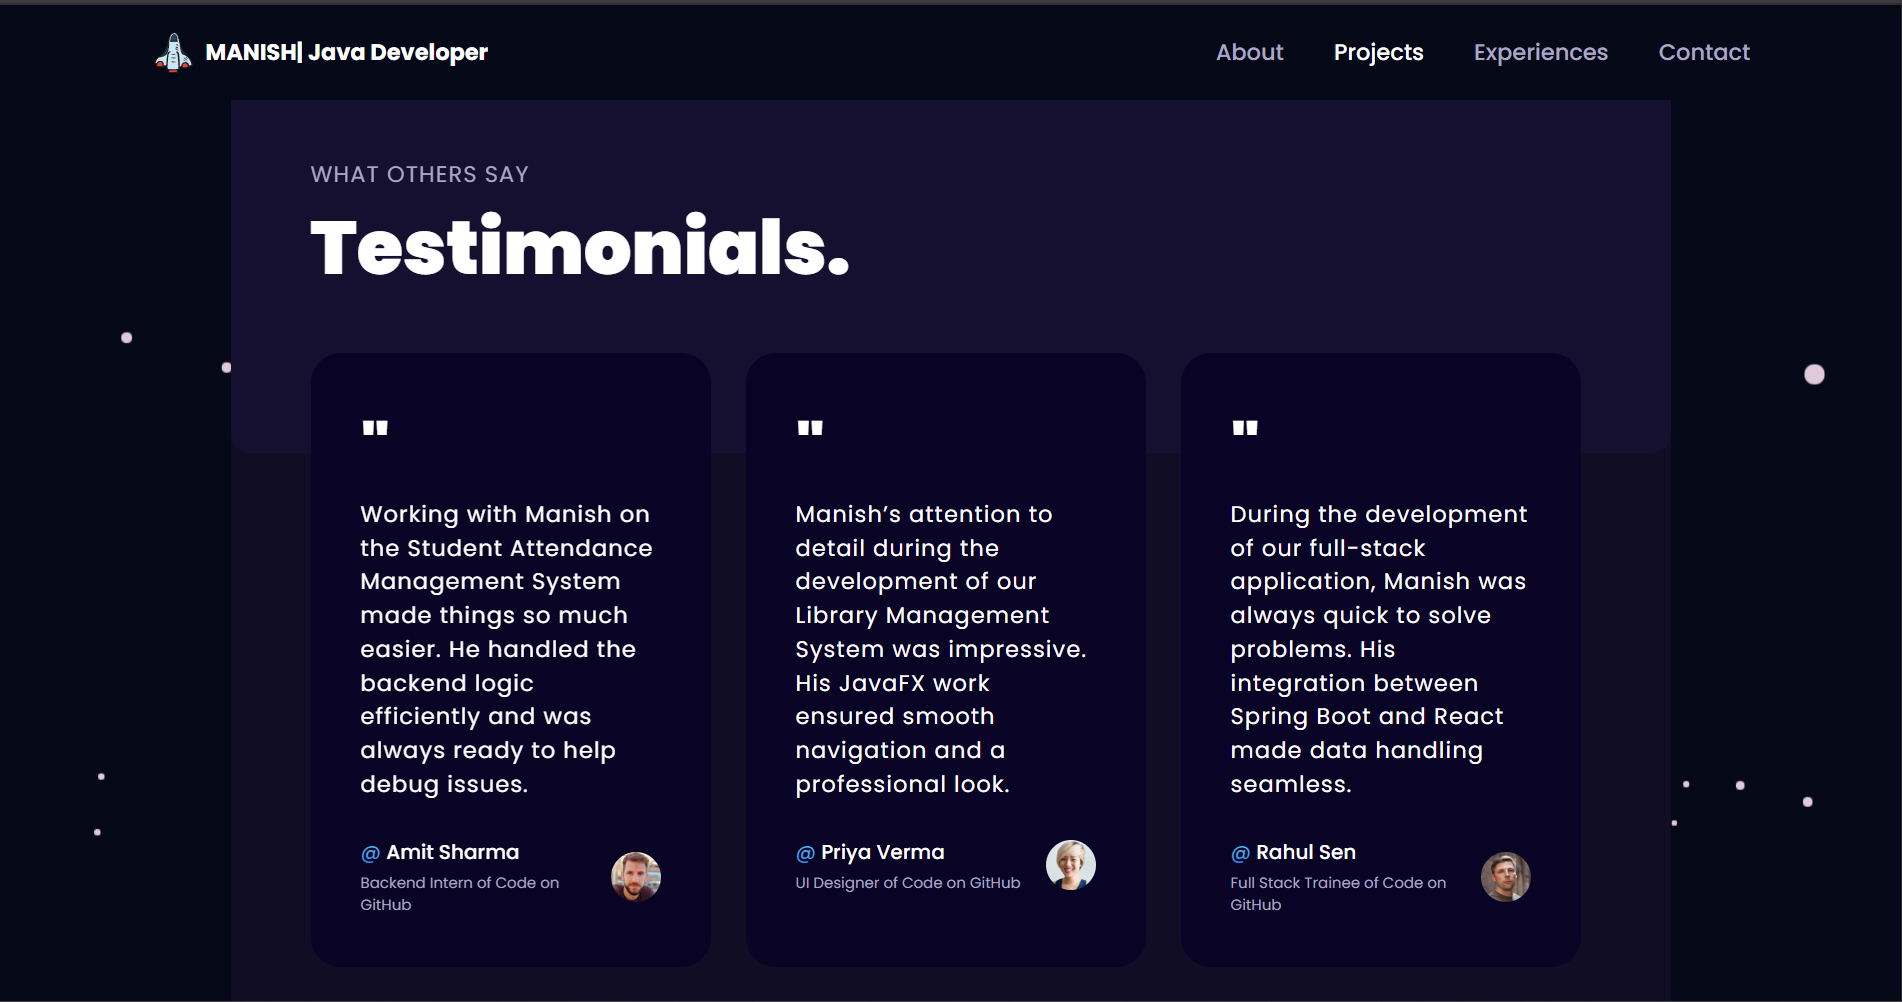 MANISH| Java Developer
About Projects Experiences Contact
WHAT OTHERS SAY
Testimonials.
"
Working with Manish on
the Student Attendance
Management System
made things so much
easier. He handled the
backend logic
efficiently and was
always ready to help
debug issues.
@ Amit Sharma
Backend Intern of Code on
GitHub
"
Manish’s attention to
detail during the
development of our
Library Management
System was impressive.
His JavaFX work
ensured smooth
navigation and a
professional look.
@ Priya Verma
UI Designer of Code on GitHub
"
During the development
of our full-stack
application, Manish was
always quick to solve
problems. His
integration between
Spring Boot and React
made data handling
seamless.
@ Rahul Sen
Full Stack Trainee of Code on
GitHub